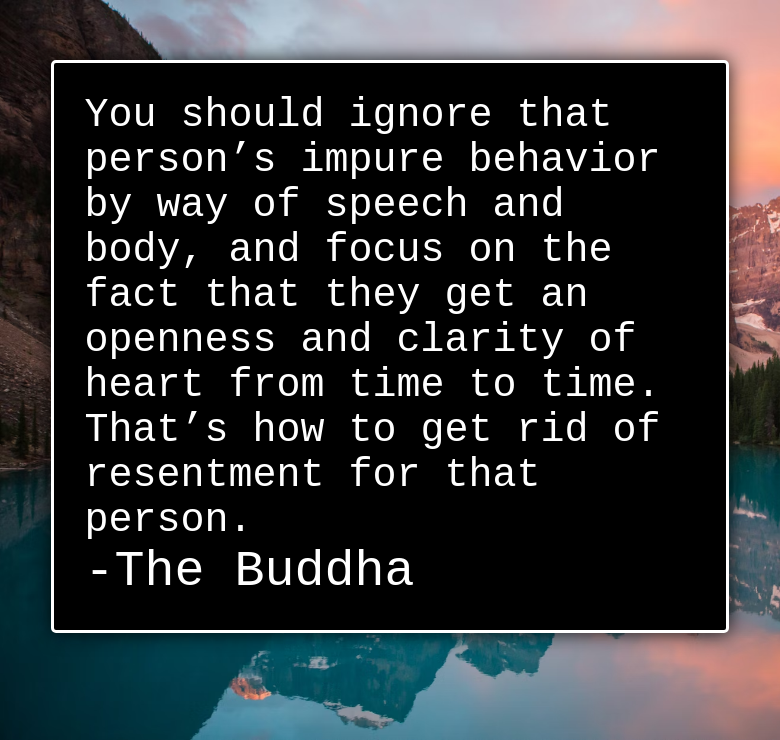 You should ignore that
person’s impure behavior
by way of speech and
body, and focus on the
fact that they get an
openness and clarity of
heart from time to time.
That’s how to get rid of
resentment for that
person.
-The Buddha